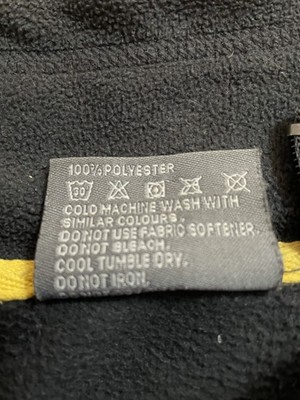 100% POLYESTER
30
COLD MACHINE WASH WITH
SIMILAR COLOURS.
DO NOT USE FABRIC SOFTENER.
DO NOT BLEACH.
COOL TUMBLE DRY.
DO NOT IRON.